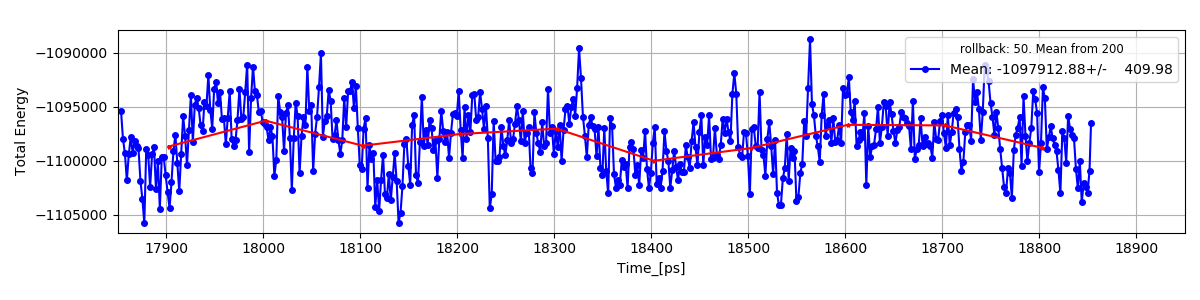 rollback: 50. Mean from 200
Mean: -1097912.88+/- 409.98
Total Energy
−1090000
−1095000
−1100000
−1105000
17900 18000 18100 18200 18300 18400 18500 18600 18700 18800 18900
Time_[ps]